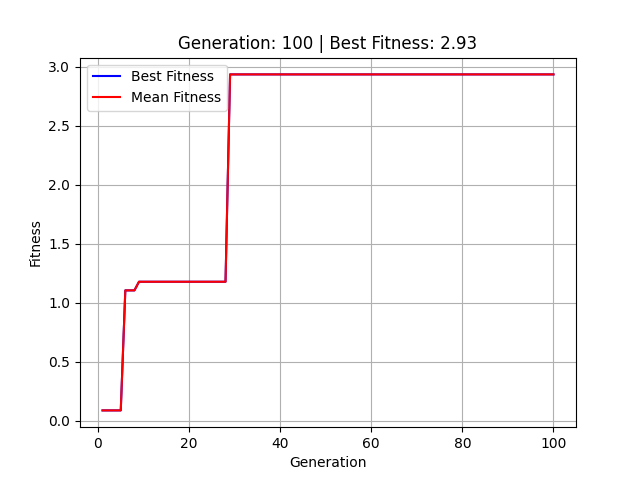 Generation: 100 | Best Fitness: 2.93
Best Fitness
Mean Fitness
3.0
2.5
2.0
1.5
1.0
0.5
0.0
Fitness
0 20 40 60 80 100
Generation